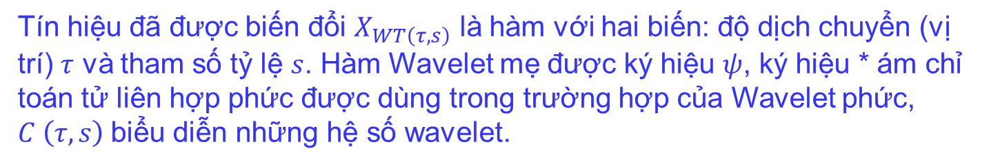 Tín hiệu đã được biến đổi $X_{WT(\tau,s)}$ là hàm với hai biến: độ dịch chuyển (vị
trí) $\tau$ và tham số tỷ lệ $s$. Hàm Wavelet mẹ được ký hiệu $\psi$, ký hiệu * ám chỉ
toán tử liên hợp phức được dùng trong trường hợp của Wavelet phức,
$C\ (\tau,s)$ biểu diễn những hệ số wavelet.